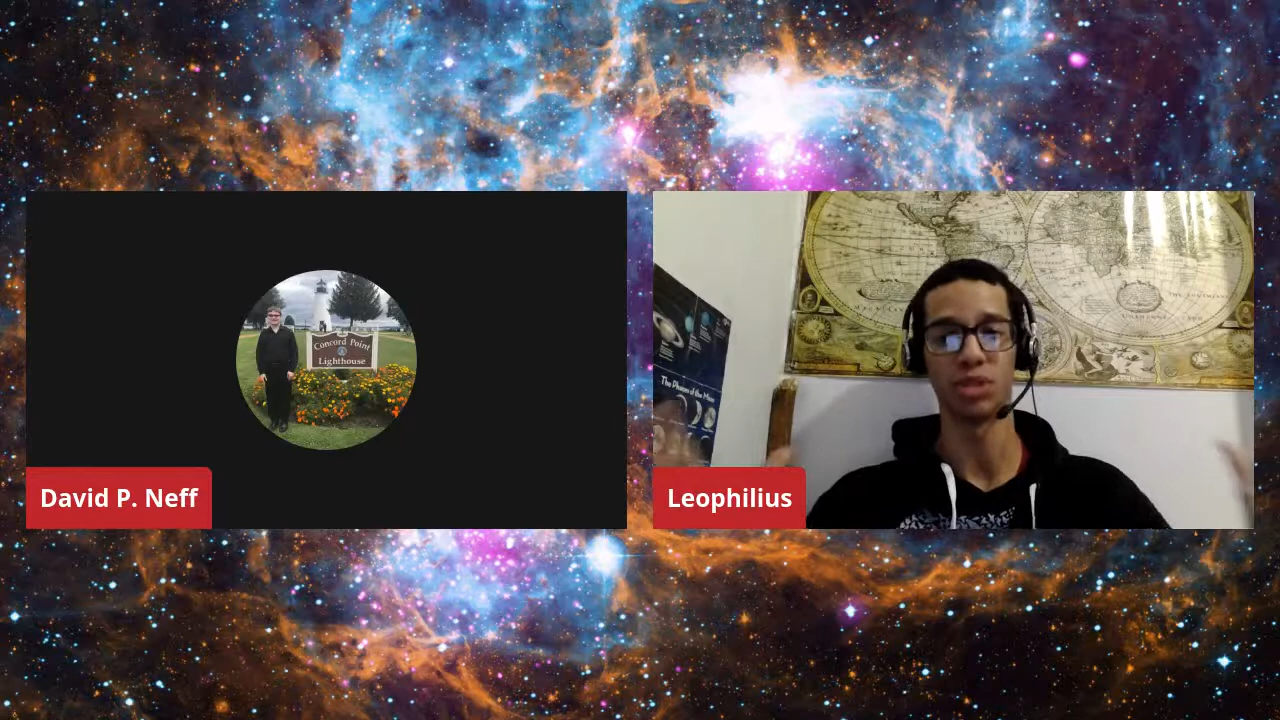 Concord Point
Lighthouse
David P. Neff
The Phases of the Moon
Leophilius